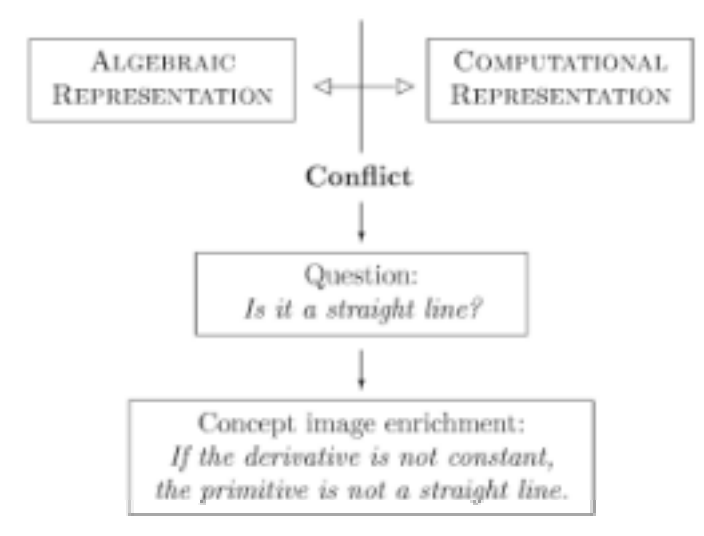 ALGEBRAIC
REPRESENTATION
COMPUTATIONAL
REPRESENTATION
Conflict
Question:
Is it a straight line?
Concept image enrichment:
If the derivative is not constant,
the primitive is not a straight line.